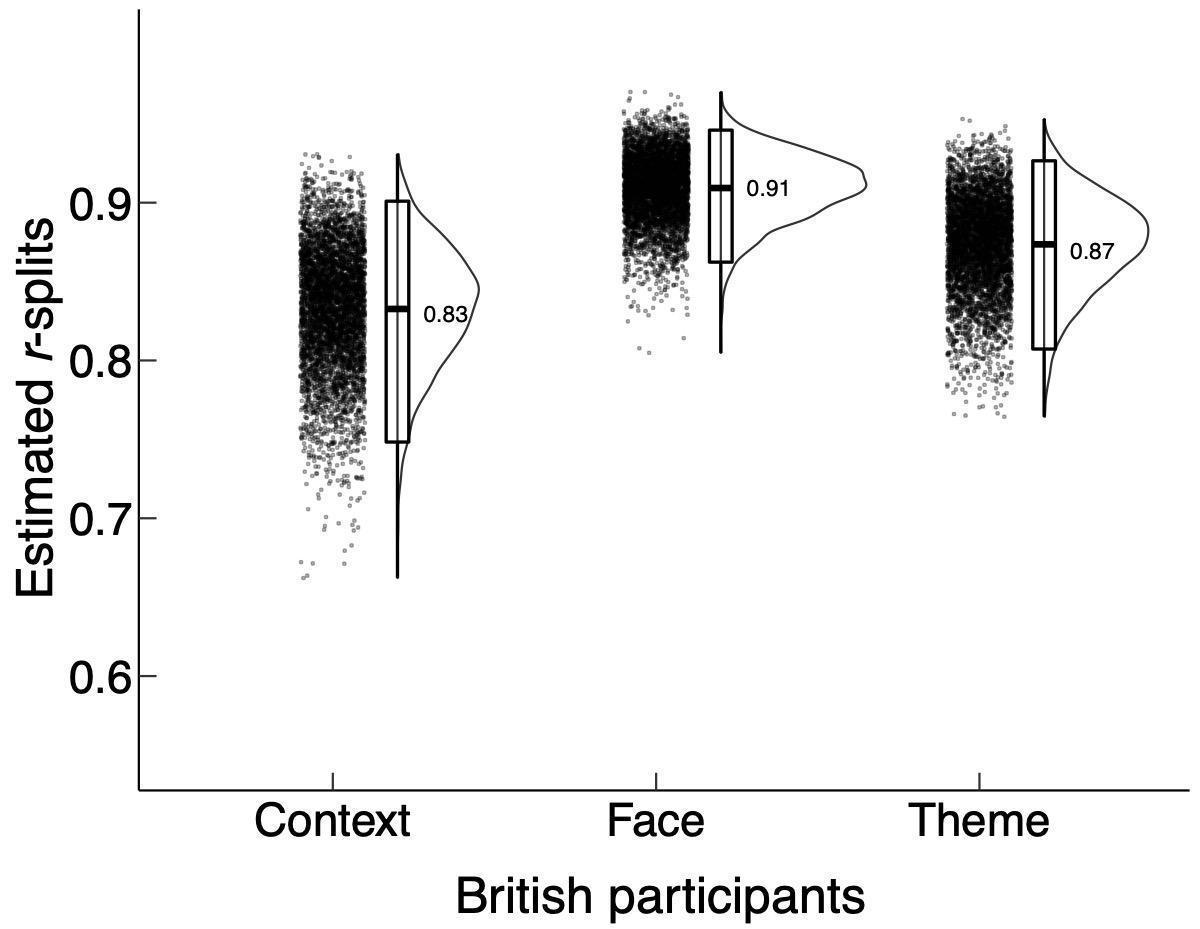 Estimated r-splits
0.9
0.8
0.7
0.6
0.83
0.91
0.87
Context
Face
Theme
British participants